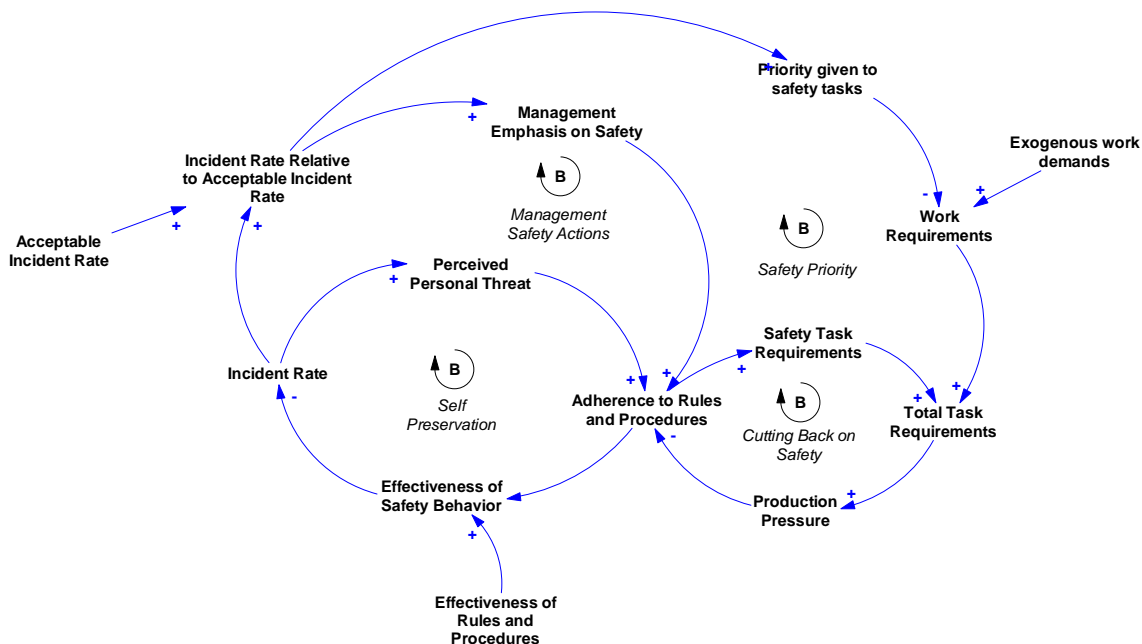 Priority given to
safety tasks
+
Management
Emphasis on Safety
+
Exogenous work
demands
Incident Rate Relative
to Acceptable Incident
Rate
B
Management
Safety Actions
-
+
Work
Requirements
+
+
Acceptable
Incident Rate
B
Safety Priority
Perceived
Personal Threat
+
Safety Task
Requirements
Incident Rate
-
B
Self
Preservation
+
+
+
Adherence to Rules
and Procedures
-
B
Cutting Back on
Safety
+
+
Total Task
Requirements
Effectiveness of
Safety Behavior
+
Production
Pressure
+
Effectiveness of
Rules and
Procedures